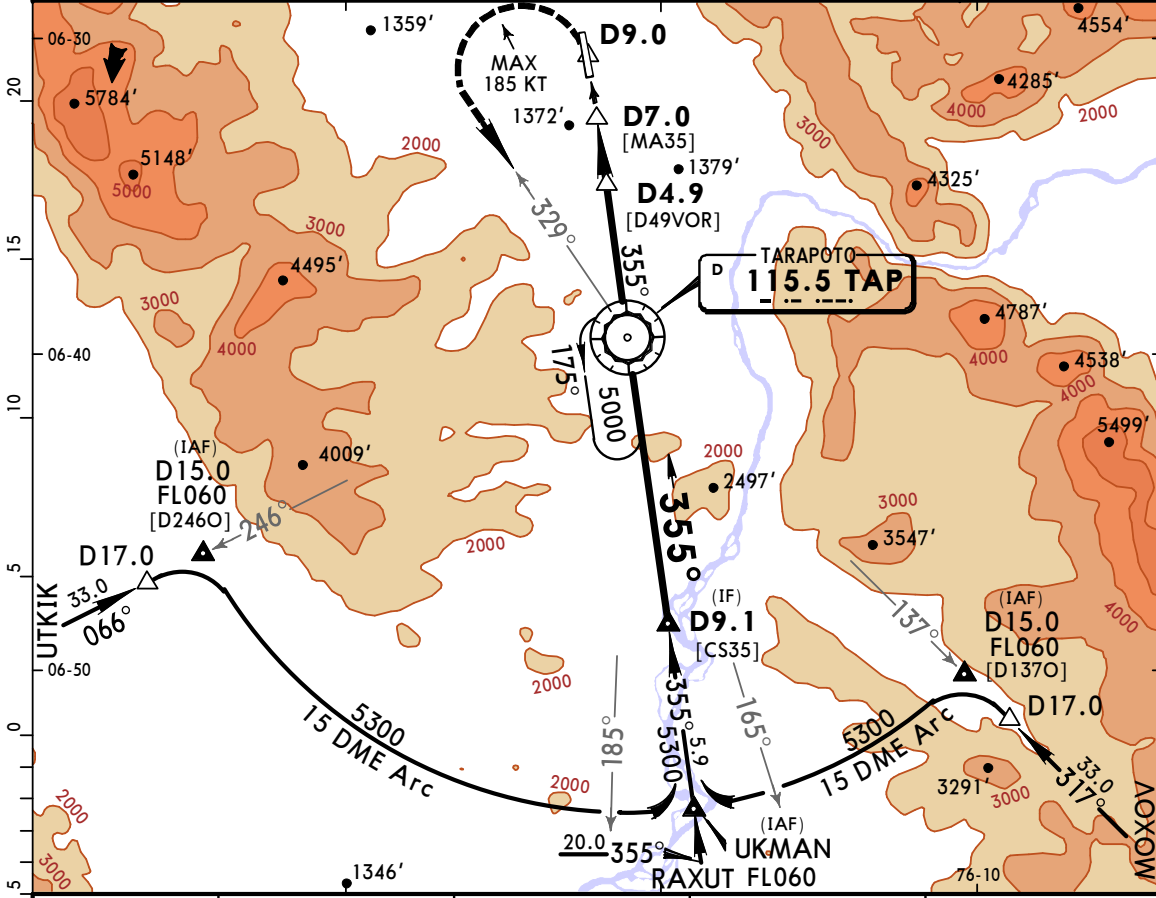 1359′
4554′
06-30
D9.0
MAX
185 KT
5784′
4285′
4000
2000
20
1372′
D7.0
[MA35]
3000
2000
5148′
5000
1379′
4325′
D4.9
[D49VOR]
329°
3000
355°
15
4495′
TARAPOTO
D
115.5 TAP
3000
4787′
4000
4000
06-40
175°
4538′
4000
5000
10
5499′
(IAF)
D15.0
FL060
[D246O]
4009′
2000
2497′
246°
3000
355°
3547′
2000
D17.0
5
UTKIK
33.0
066°
(IF)
D9.1
[CS35]
137°
(IAF)
D15.0
FL060
[D137O]
4000
06-50
2000
D17.0
355°
5300
5.9
185°
165°
5300
15 DME Arc
5300
15 DME Arc
0
3291′
3000
33.0
317°
VOXOW
2000
2000
(IAF)
UKMAN
20.0
355°
RAXUT
FL060
3000
1346′
76-10
5